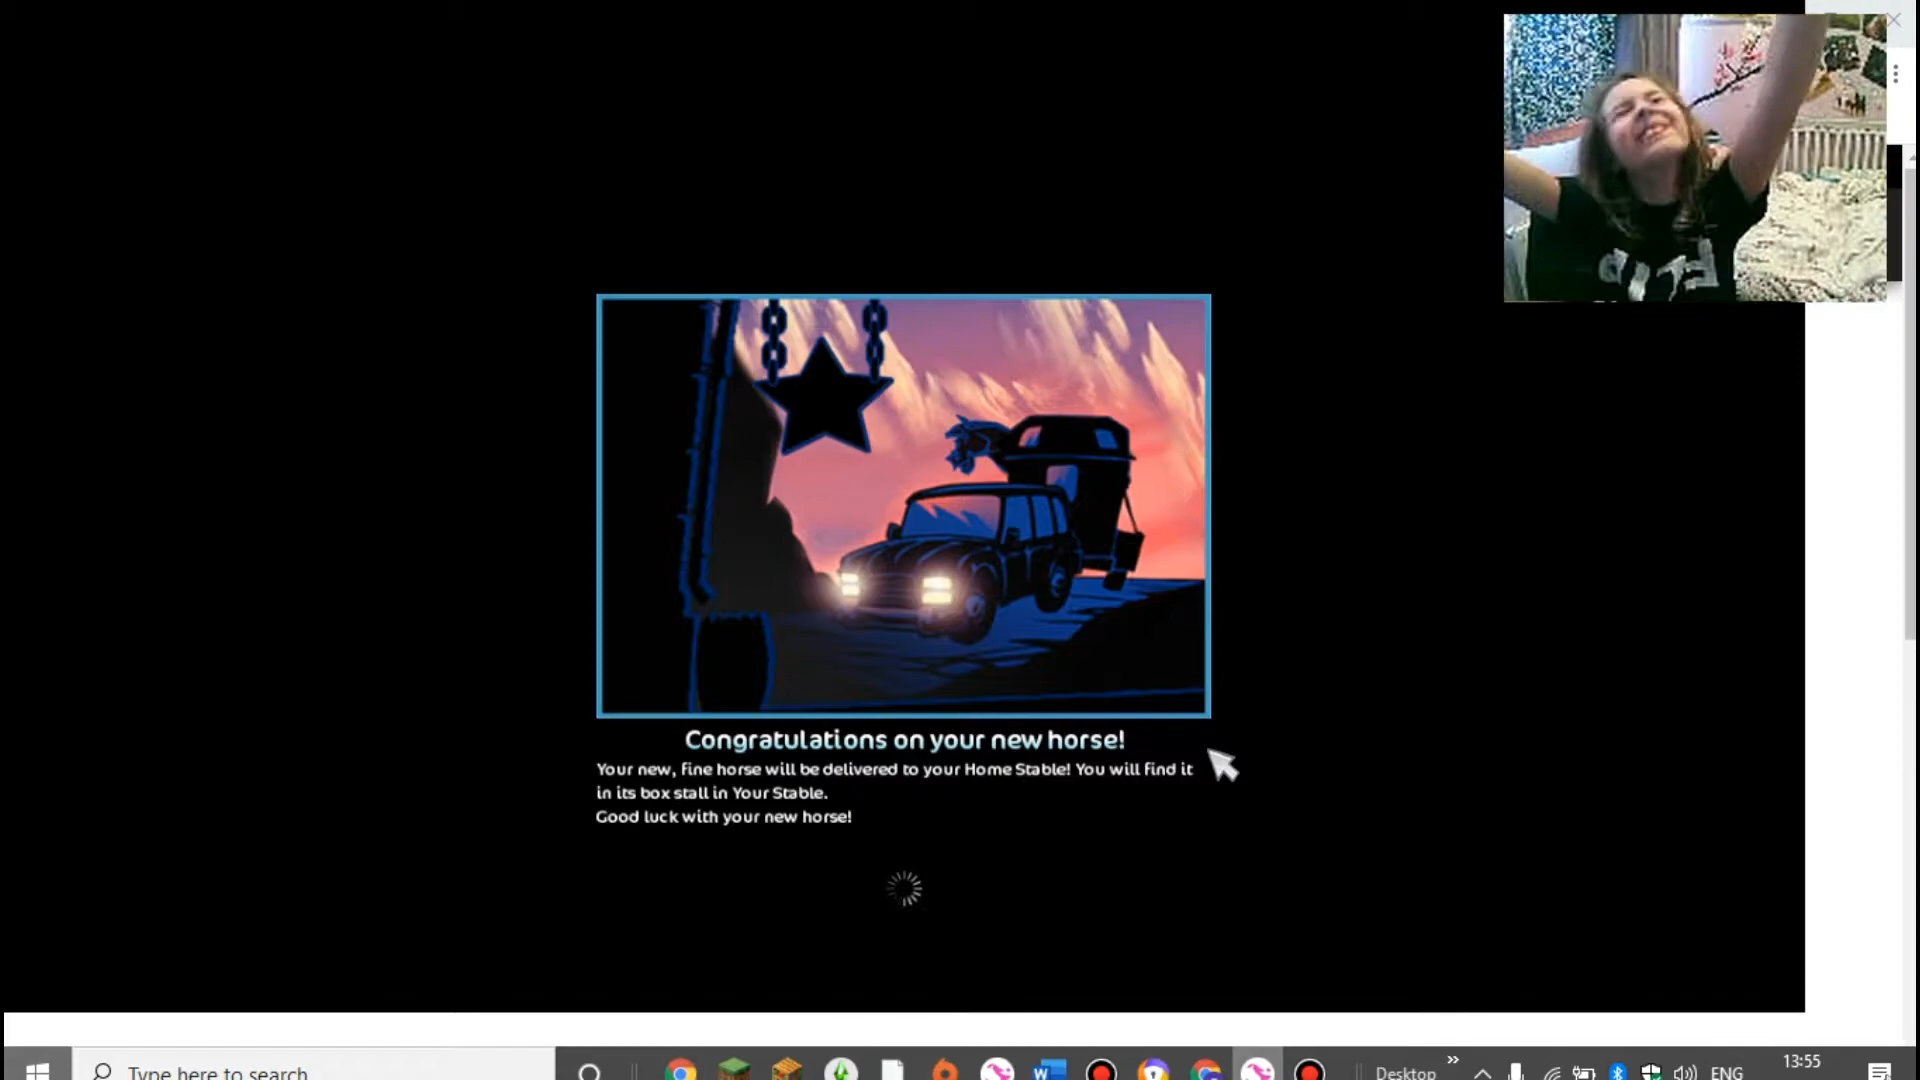 Congratulations on your new horse!
Your new, fine horse will be delivered to your Home Stable! You will find it
in its box stall in Your Stable.
Good luck with your new horse!
Type here to search
Desktop
ENG
13:55